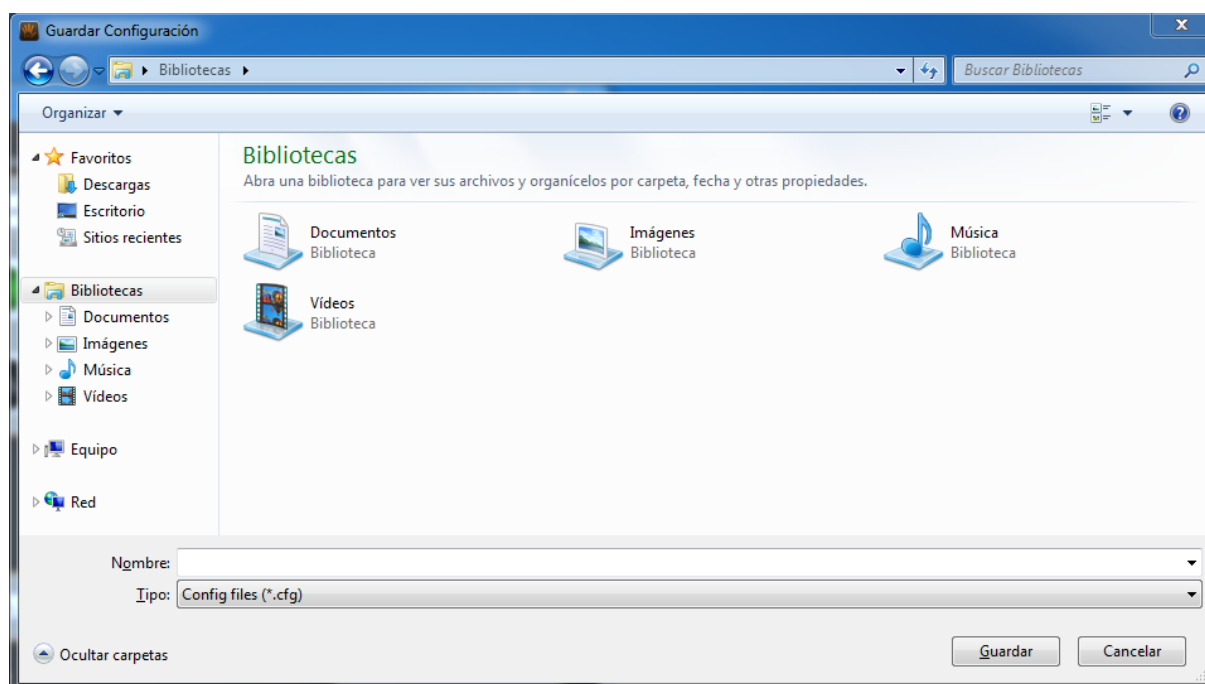 Guardar Configuración
Bibliotecas
Buscar Bibliotecas
Organizar
Favoritos
Descargas
Escritorio
Sitios recientes
Bibliotecas
Documentos
Imágenes
Música
Vídeos
Equipo
Red
Bibliotecas
Abra una biblioteca para ver sus archivos y organícelos por carpeta, fecha y otras propiedades.
Documentos
Biblioteca
Imágenes
Biblioteca
Música
Biblioteca
Vídeos
Biblioteca
Nombre:
Tipo: Config files (*.cfg)
Ocultar carpetas
Guardar
Cancelar